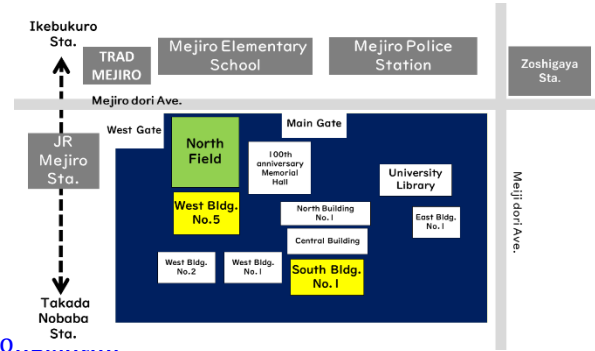 Ikebukuro
Sta.
TRAD
MEJIRO
Mejiro Elementary
School
Mejiro Police
Station
Zoshigaya
Sta.
Mejiro dori Ave.
West Gate
Main Gate
JR
Mejiro
Sta.
North
Field
100th
anniversary
Memorial
Hall
University
Library
Meiji dori Ave.
West Bldg.
No.5
North Building
No.1
East Bldg.
No.1
Central Building
West Bldg.
No.2
West Bldg.
No.1
South Bldg.
No.1
Takada
Nobaba
Sta.